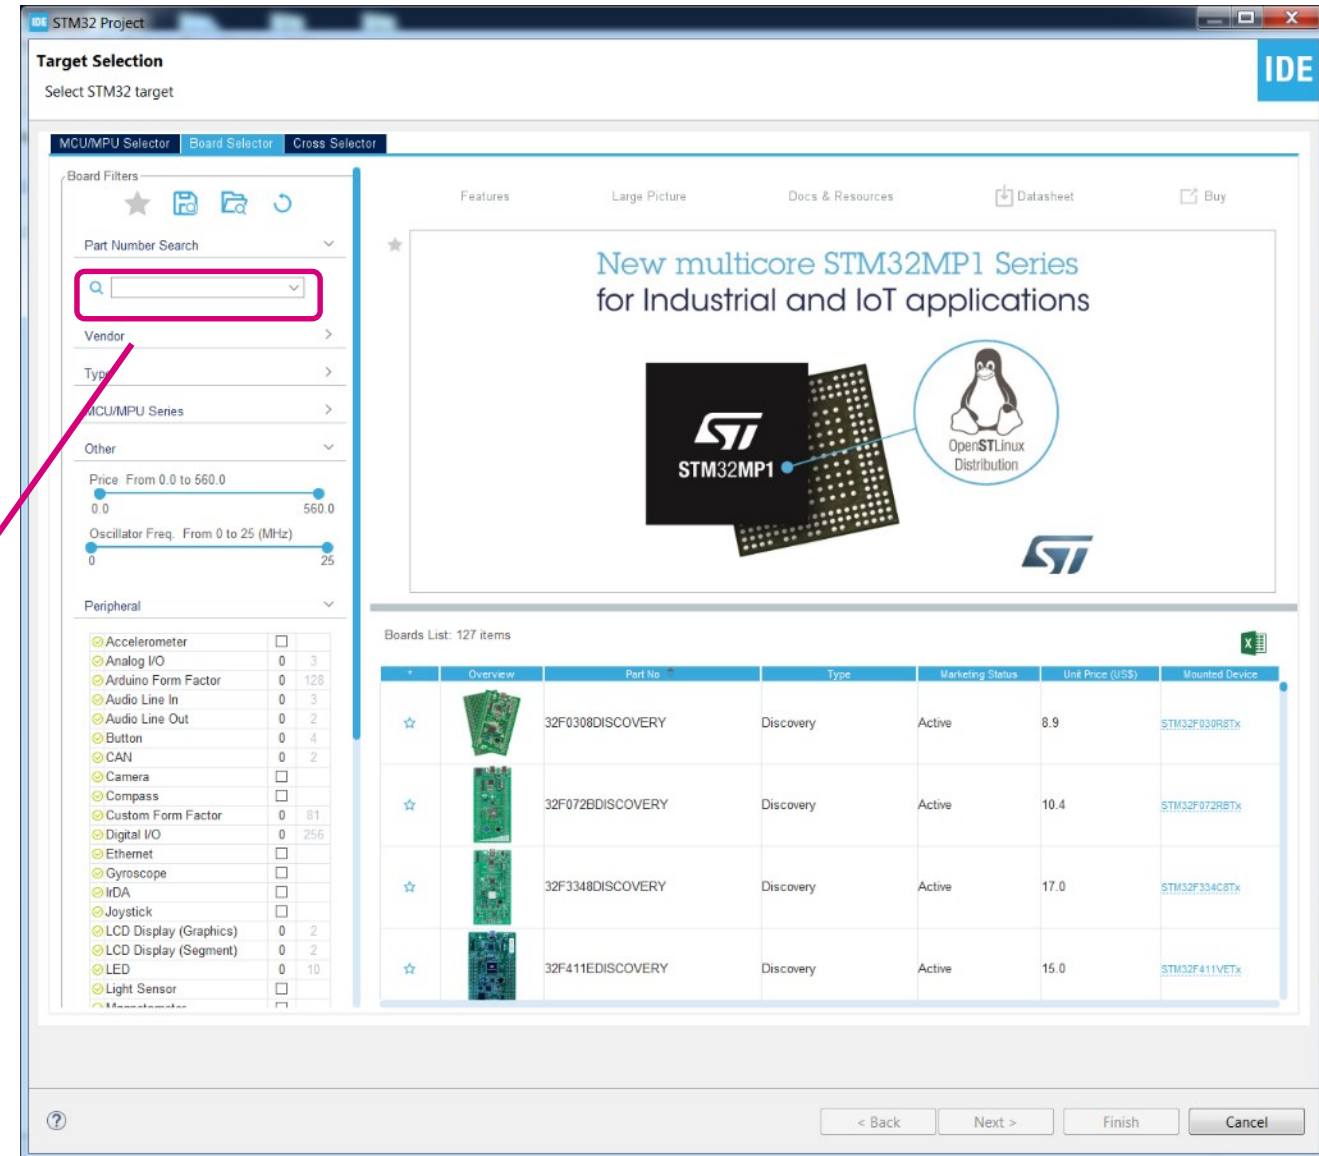 IDE STM32 Project
Target Selection
IDE
Select STM32 target
MCU/MPU Selector Board Selector Cross Selector
Board Filters
Features Large Picture Docs & Resources Datasheet Buy
Part Number Search
New multicore STM32MP1 Series
for Industrial and IoT applications
Vendor
Type
MCU/MPU Series
Other
Price From 0.0 to 560.0
0.0 560.0
Oscillator Freq. From 0 to 25 (MHz)
0 25
ST
STM32MP1
OpenSTLinux
Distribution
ST
Peripheral
Accelerometer
Analog I/O 0 3
Arduino Form Factor 0 128
Audio Line In 0 3
Audio Line Out 0 2
Button 0 4
CAN 0 2
Camera
Compass
Custom Form Factor 0 81
Digital I/O 0 256
Ethernet
Gyroscope
IrDA
Joystick
LCD Display (Graphics) 0 2
LCD Display (Segment) 0 2
LED 0 10
Light Sensor
Magnetometer
Boards List: 127 items
* Overview Part No Type Marketing Status Unit Price (US$) Mounted Device
32F0308DISCOVERY Discovery Active 8.9 STM32F030R8Tx
32F072BDISCOVERY Discovery Active 10.4 STM32F072RBTx
32F3348DISCOVERY Discovery Active 17.0 STM32F334C8Tx
32F411EDISCOVERY Discovery Active 15.0 STM32F411VETx
? < Back Next > Finish Cancel